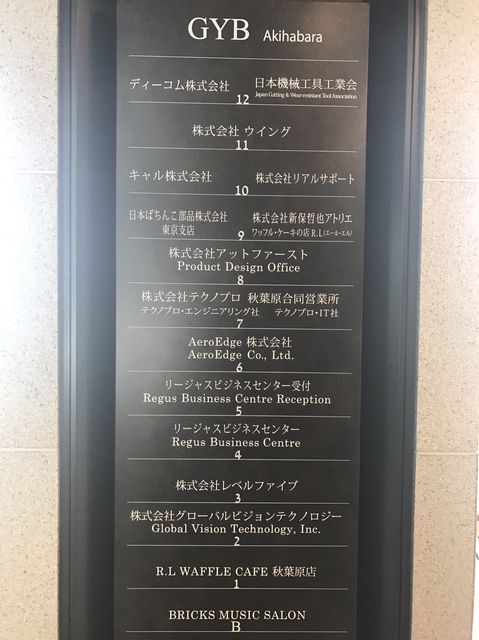 GYB Akihabara
ディーコム株式会社 日本機械工具工業会
Japan Cutting & Wear-resistant Tool Association
12
株式会社 ウイング
11
キャル株式会社 株式会社リアルサポート
10
日本ぱちんこ部品株式会社 株式会社新保哲也アトリエ
東京支店 ワッフル・ケーキの店 R.L (エール・エル)
9
株式会社アットファースト
Product Design Office
8
株式会社テクノプロ 秋葉原合同営業所
テクノプロ・エンジニアリング社 テクノプロ・IT社
7
AeroEdge 株式会社
AeroEdge Co., Ltd.
6
リージャスビジネスセンター受付
Regus Business Centre Reception
5
リージャスビジネスセンター
Regus Business Centre
4
株式会社レベルファイブ
3
株式会社グローバルビジョンテクノロジー
Global Vision Technology, Inc.
2
R.L WAFFLE CAFE 秋葉原店
1
BRICKS MUSIC SALON
B